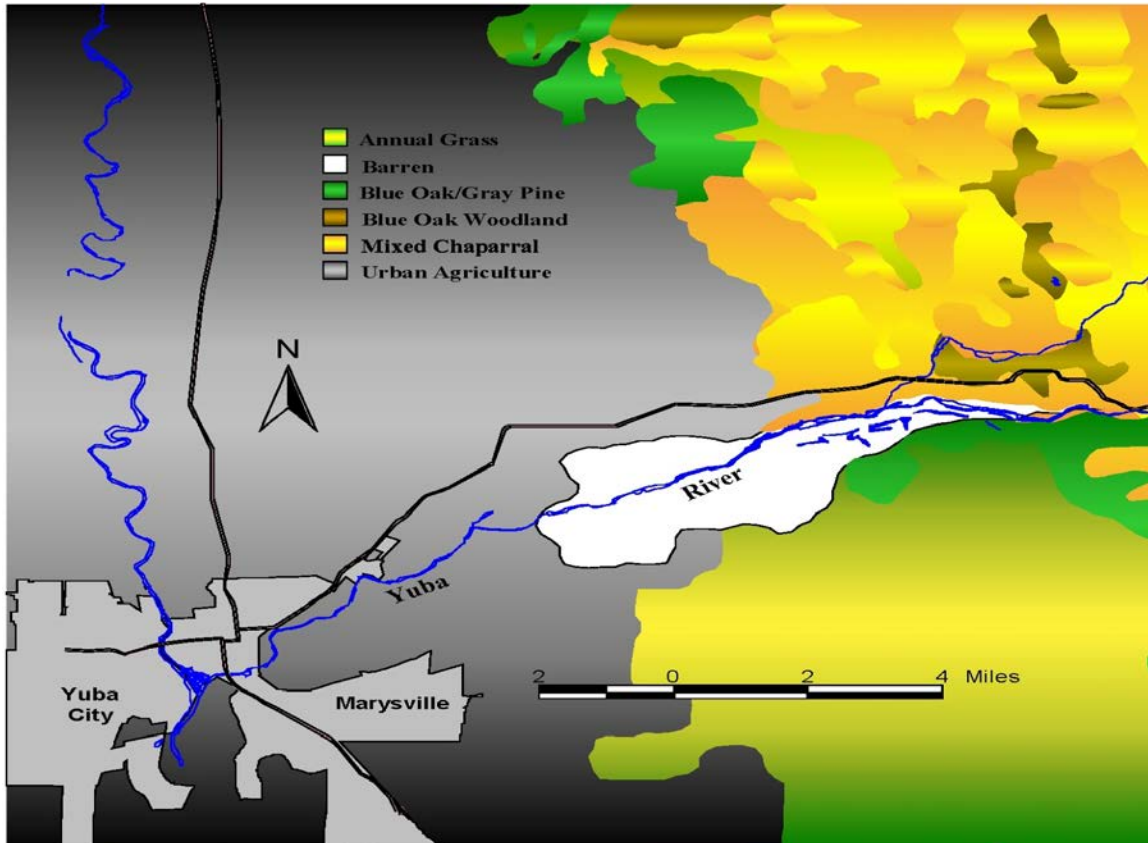 Annual Grass
Barren
Blue Oak/Gray Pine
Blue Oak Woodland
Mixed Chaparral
Urban Agriculture
N
River
Yuba
2 0 2 4 Miles
Yuba
City
Marysville